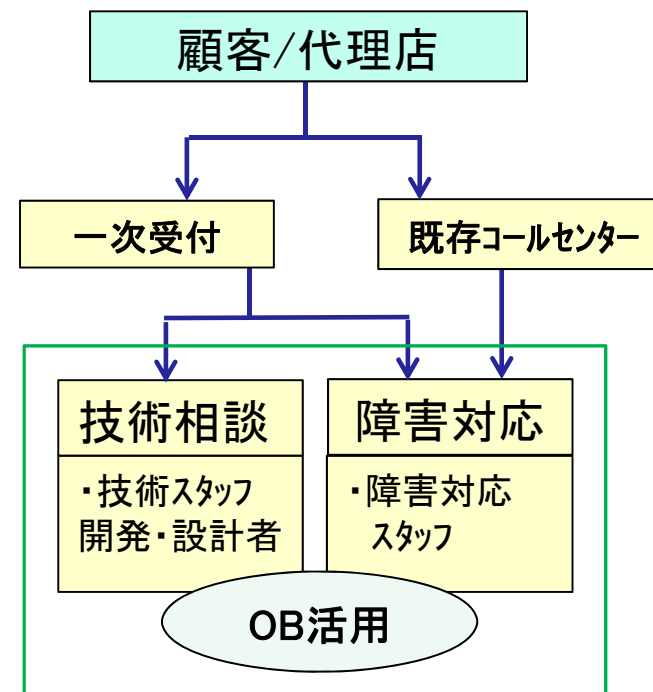 顧客/代理店
一次受付
既存ｺｰﾙｾﾝﾀｰ
技術相談
障害対応
・技術ｽﾀｯﾌ
開発・設計者
・障害対応
ｽﾀｯﾌ
OB活用